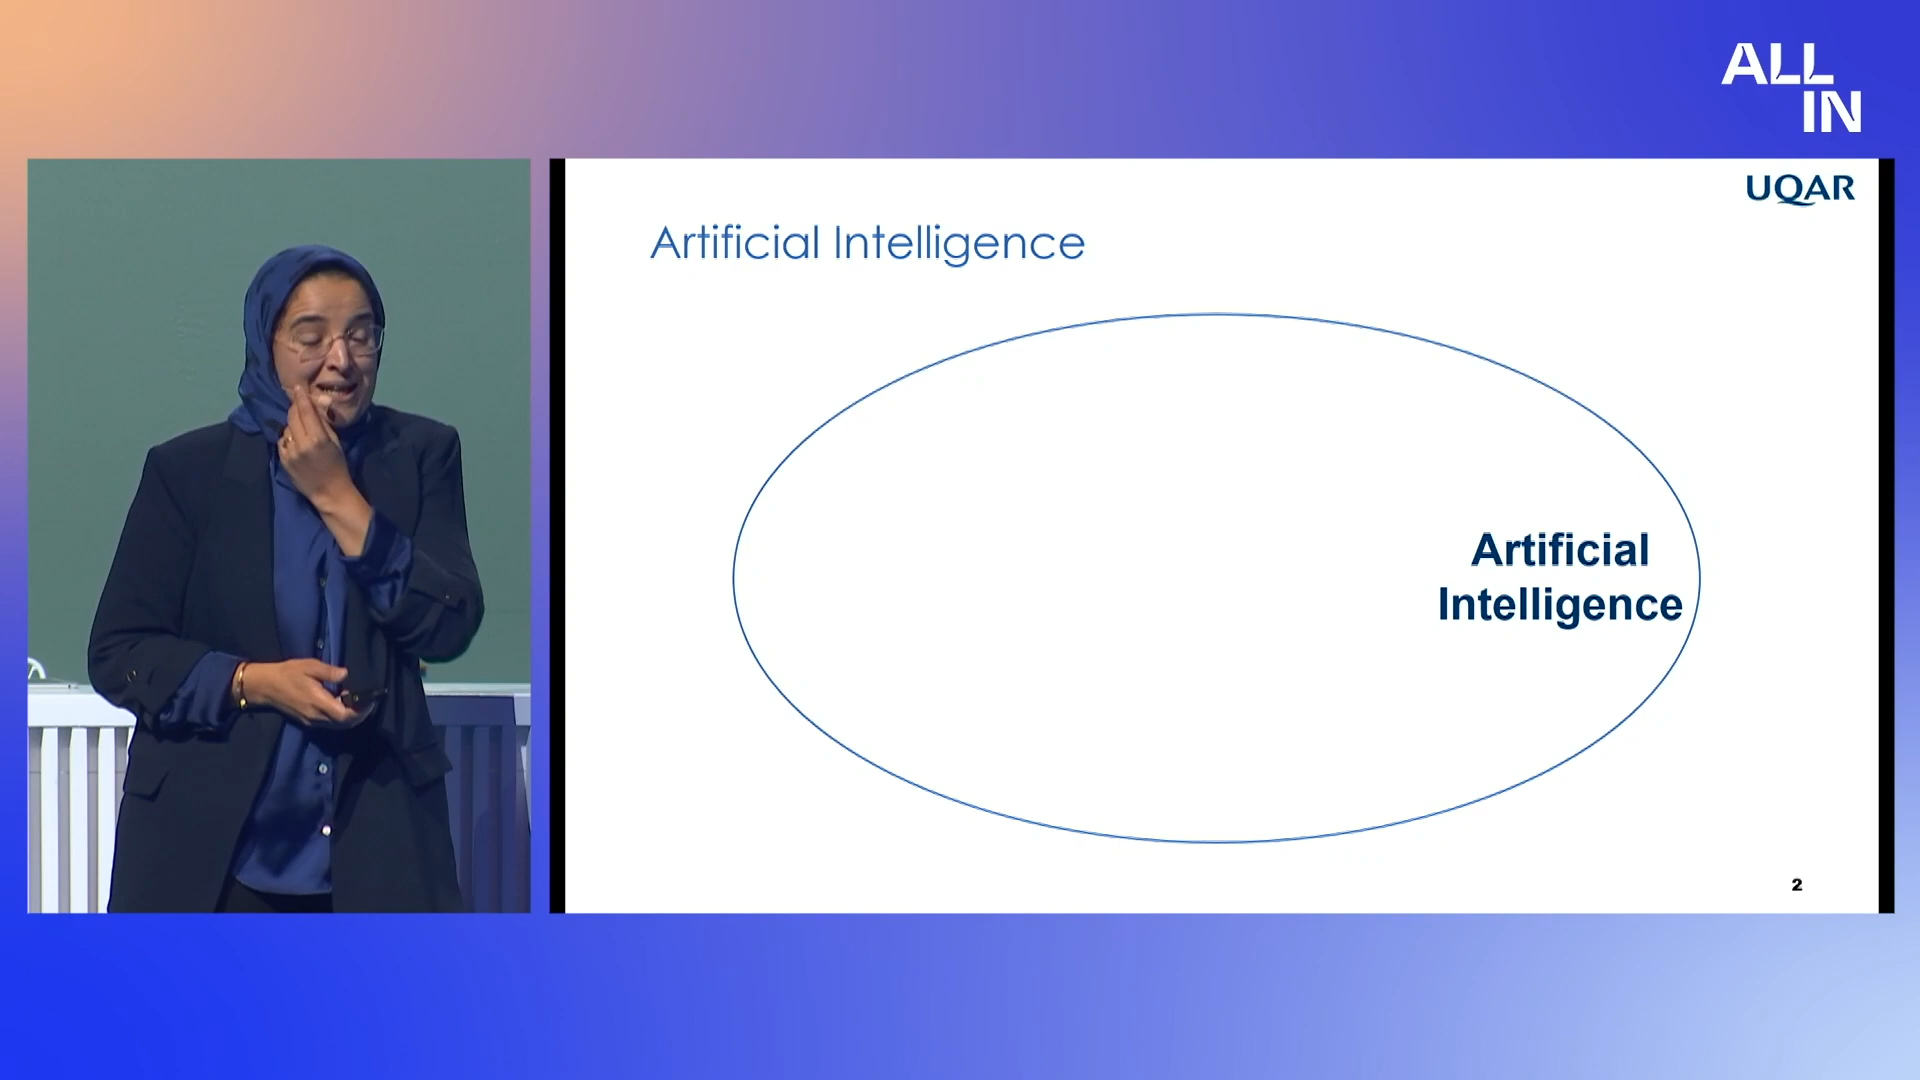 ALL
IN
UQAR
Artificial Intelligence
Artificial
Intelligence
2